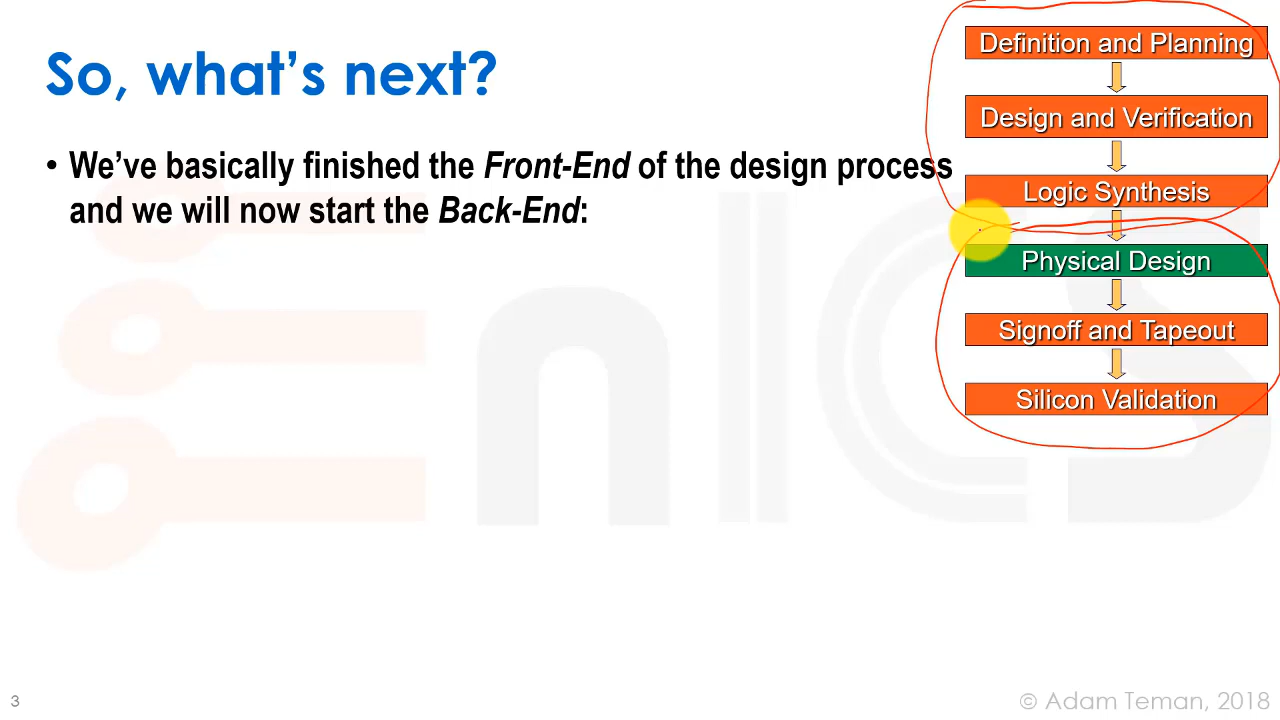 So, what's next?
• We've basically finished the Front-End of the design process
and we will now start the Back-End:
Definition and Planning
Design and Verification
Logic Synthesis
Physical Design
Signoff and Tapeout
Silicon Validation
EnICS
3
© Adam Teman, 2018